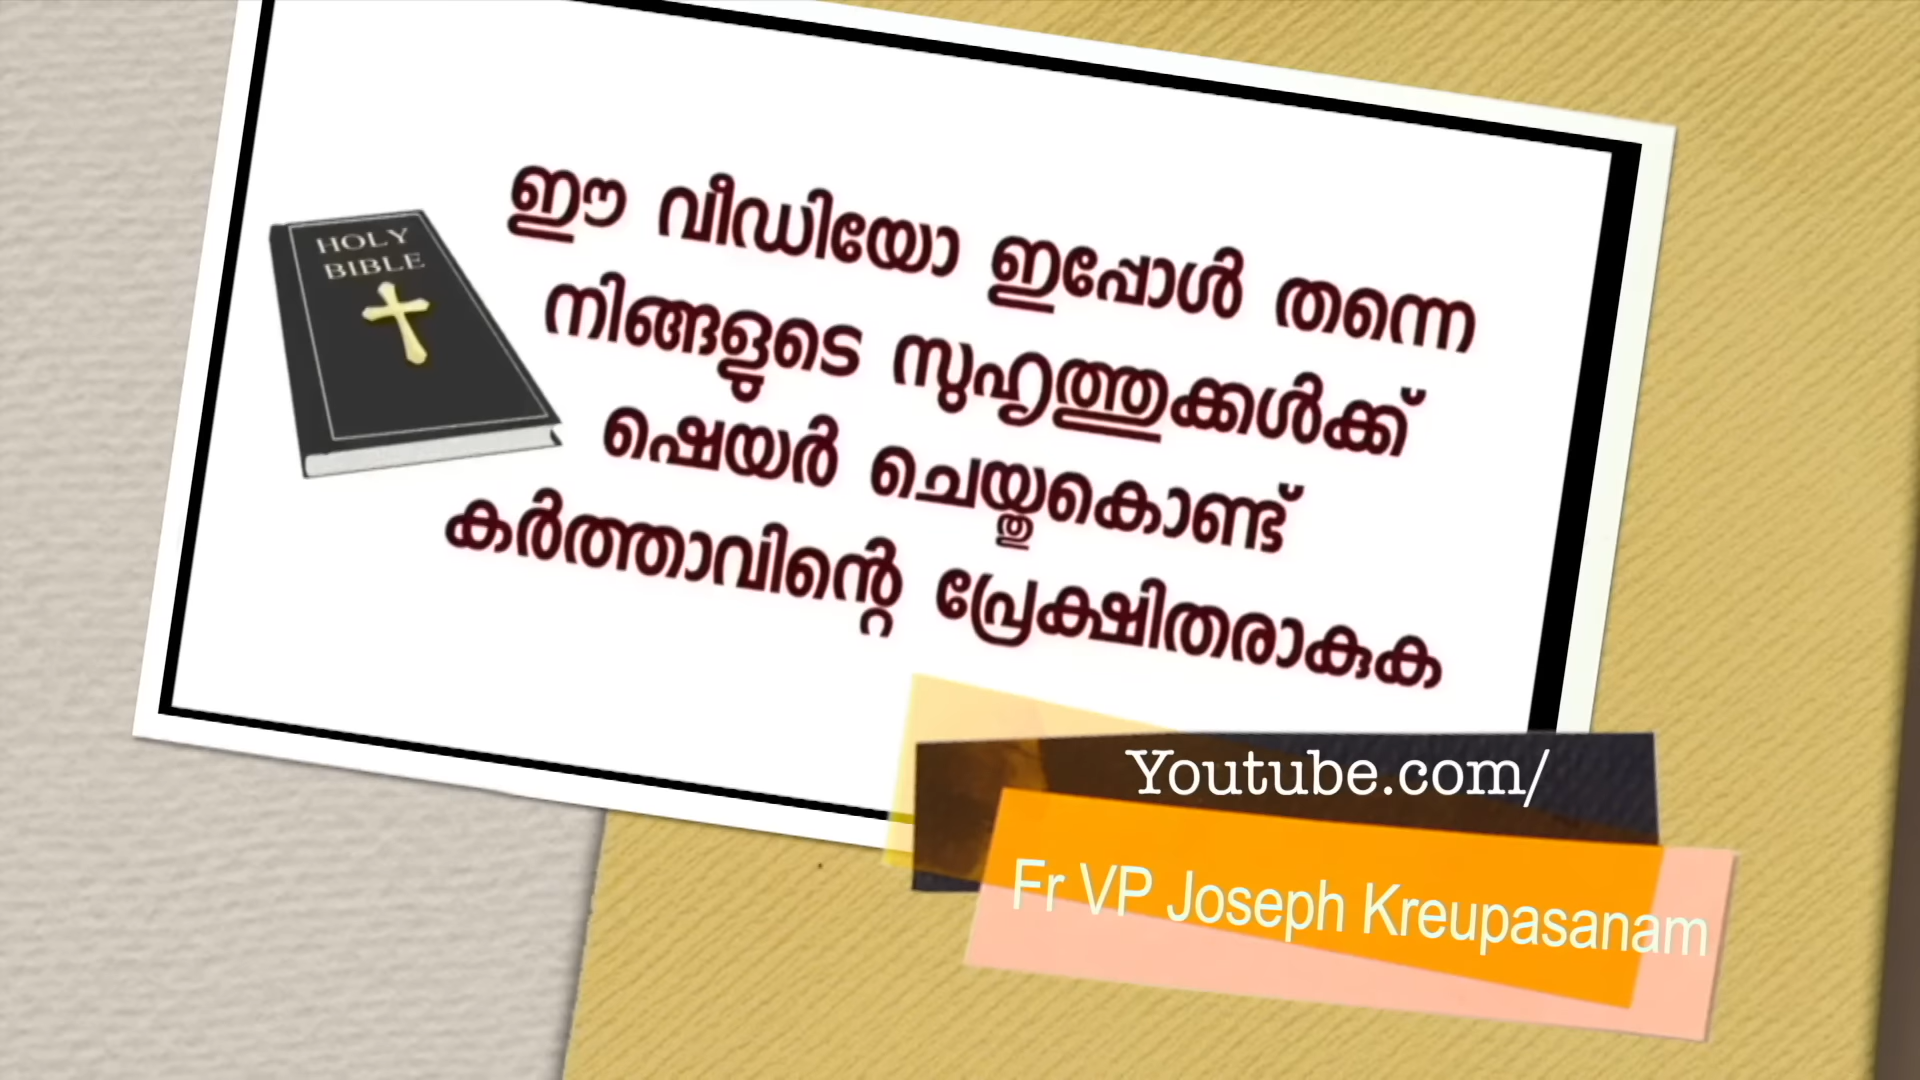 HOLY
BIBLE
ഈ വീഡിയോ ഇപ്പോൾ തന്നെ
നിങ്ങളുടെ സുഹൃത്തുക്കൾക്ക്
ഷെയർ ചെയ്തുകൊണ്ട്
കർത്താവിന്റെ പ്രേക്ഷിതരാകുക
Youtube.com/
Fr VP Joseph Kreupasanam